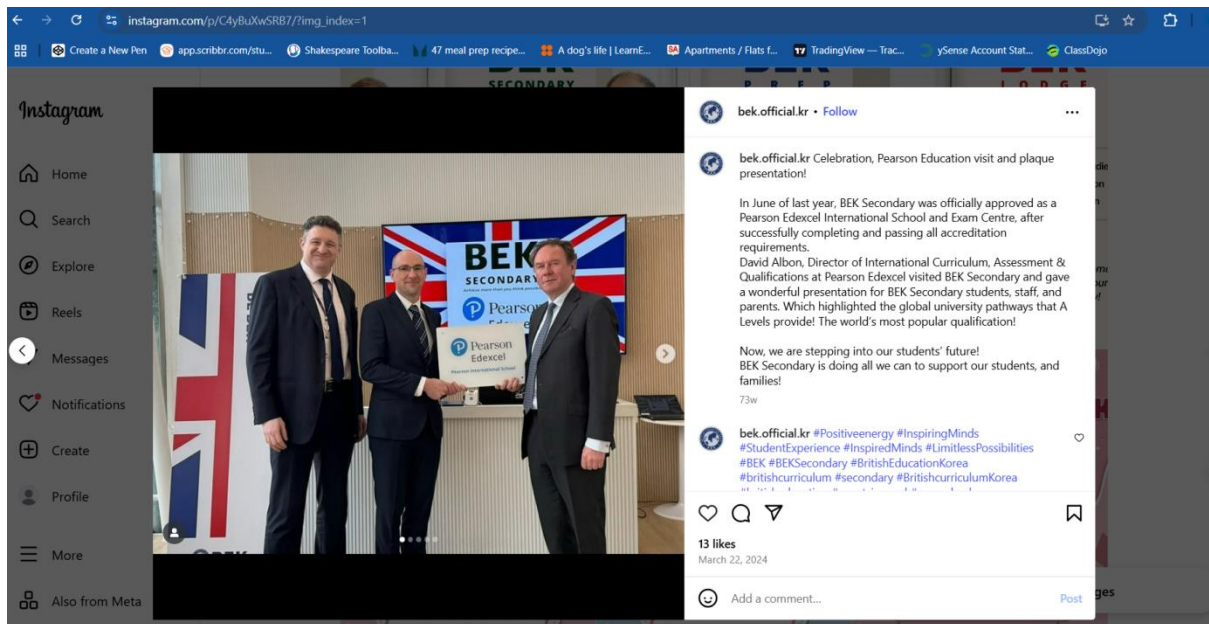 instagram.com/p/C4yBuXwSRB7/?img_index=1
Create a New Pen
app.scribbr.com/stu...
Shakespeare Toolba...
47 meal prep recipe...
A dog's life | LearnE...
Apartments / Flats f...
TradingView — Trac...
ySense Account Stat...
ClassDojo
SECONDARY
P R E P
L O D G E
Instagram
Home
Search
Explore
Reels
Messages
Notifications
Create
Profile
More
Also from Meta
BEK
SECONDARY
Pearson
Edexcel
Pearson
Edexcel
Pearson International School
BEK
bek.official.kr • Follow
bek.official.kr Celebration, Pearson Education visit and plaque
presentation!
In June of last year, BEK Secondary was officially approved as a
Pearson Edexcel International School and Exam Centre, after
successfully completing and passing all accreditation
requirements.
David Albon, Director of International Curriculum, Assessment &
Qualifications at Pearson Edexcel visited BEK Secondary and gave
a wonderful presentation for BEK Secondary students, staff, and
parents. Which highlighted the global university pathways that A
Levels provide! The world's most popular qualification!
Now, we are stepping into our students' future!
BEK Secondary is doing all we can to support our students, and
families!
73w
bek.official.kr #Positiveenergy #InspiringMinds
#StudentExperience #InspiredMinds #LimitlessPossibilities
#BEK #BEKSecondary #BritishEducationKorea
#britishcurriculum #secondary #BritishcurriculumKorea
13 likes
March 22, 2024
Add a comment...
Post
ges